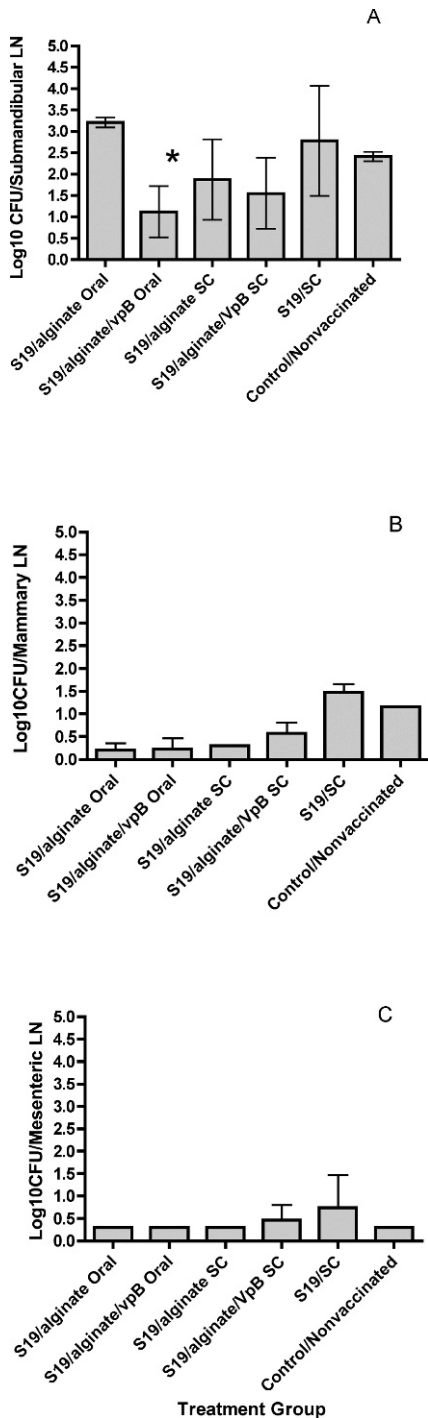 A
Log10 CFU/Submandibular LN
5.0
4.5
4.0
3.5
3.0
2.5
2.0
1.5
1.0
0.5
0.0
*
S19/alginate Oral
S19/alginate/vpB Oral
S19/alginate SC
S19/alginate/VpB SC
S19/SC
Control/Nonvaccinated
B
Log10CFU/Mammary LN
5.0
4.5
4.0
3.5
3.0
2.5
2.0
1.5
1.0
0.5
0.0
S19/alginate Oral
S19/alginate/vpB Oral
S19/alginate SC
S19/alginate/VpB SC
S19/SC
Control/Nonvaccinated
C
Log10CFU/Mesenteric LN
5.0
4.5
4.0
3.5
3.0
2.5
2.0
1.5
1.0
0.5
0.0
S19/alginate Oral
S19/alginate/vpB Oral
S19/alginate SC
S19/alginate/VpB SC
S19/SC
Control/Nonvaccinated
Treatment Group